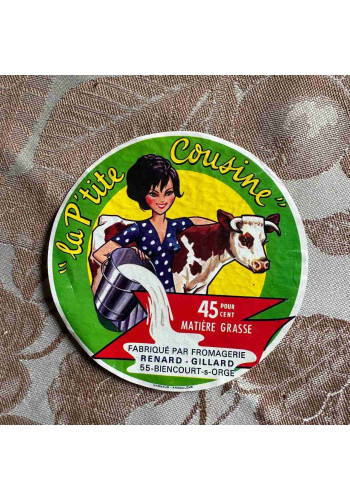 "la P'tite Cousine"
45 POUR CENT
MATIÈRE GRASSE
FABRIQUÉ PAR FROMAGERIE
RENARD - GILLARD
55-BIENCOURT-s-ORGE